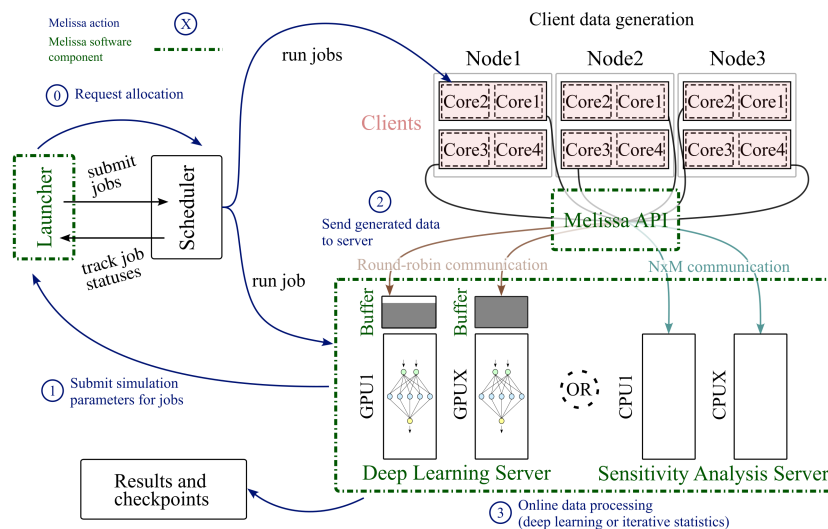 Melissa action
X
Melissa software
component
Client data generation
0 Request allocation
run jobs
Node1 Node2 Node3
Clients
Core2 Core1 Core2 Core1 Core2 Core1
Core3 Core4 Core3 Core4 Core3 Core4
Launcher
submit
jobs
Scheduler
track job
statuses
2
Send generated data
to server
Melissa API
Round-robin communication
NxM communication
run job
Buffer
Buffer
1 Submit simulation
parameters for jobs
GPU1
GPUX
OR
CPU1
CPUX
Deep Learning Server
Sensitivity Analysis Server
Results and
checkpoints
3 Online data processing
(deep learning or iterative statistics)